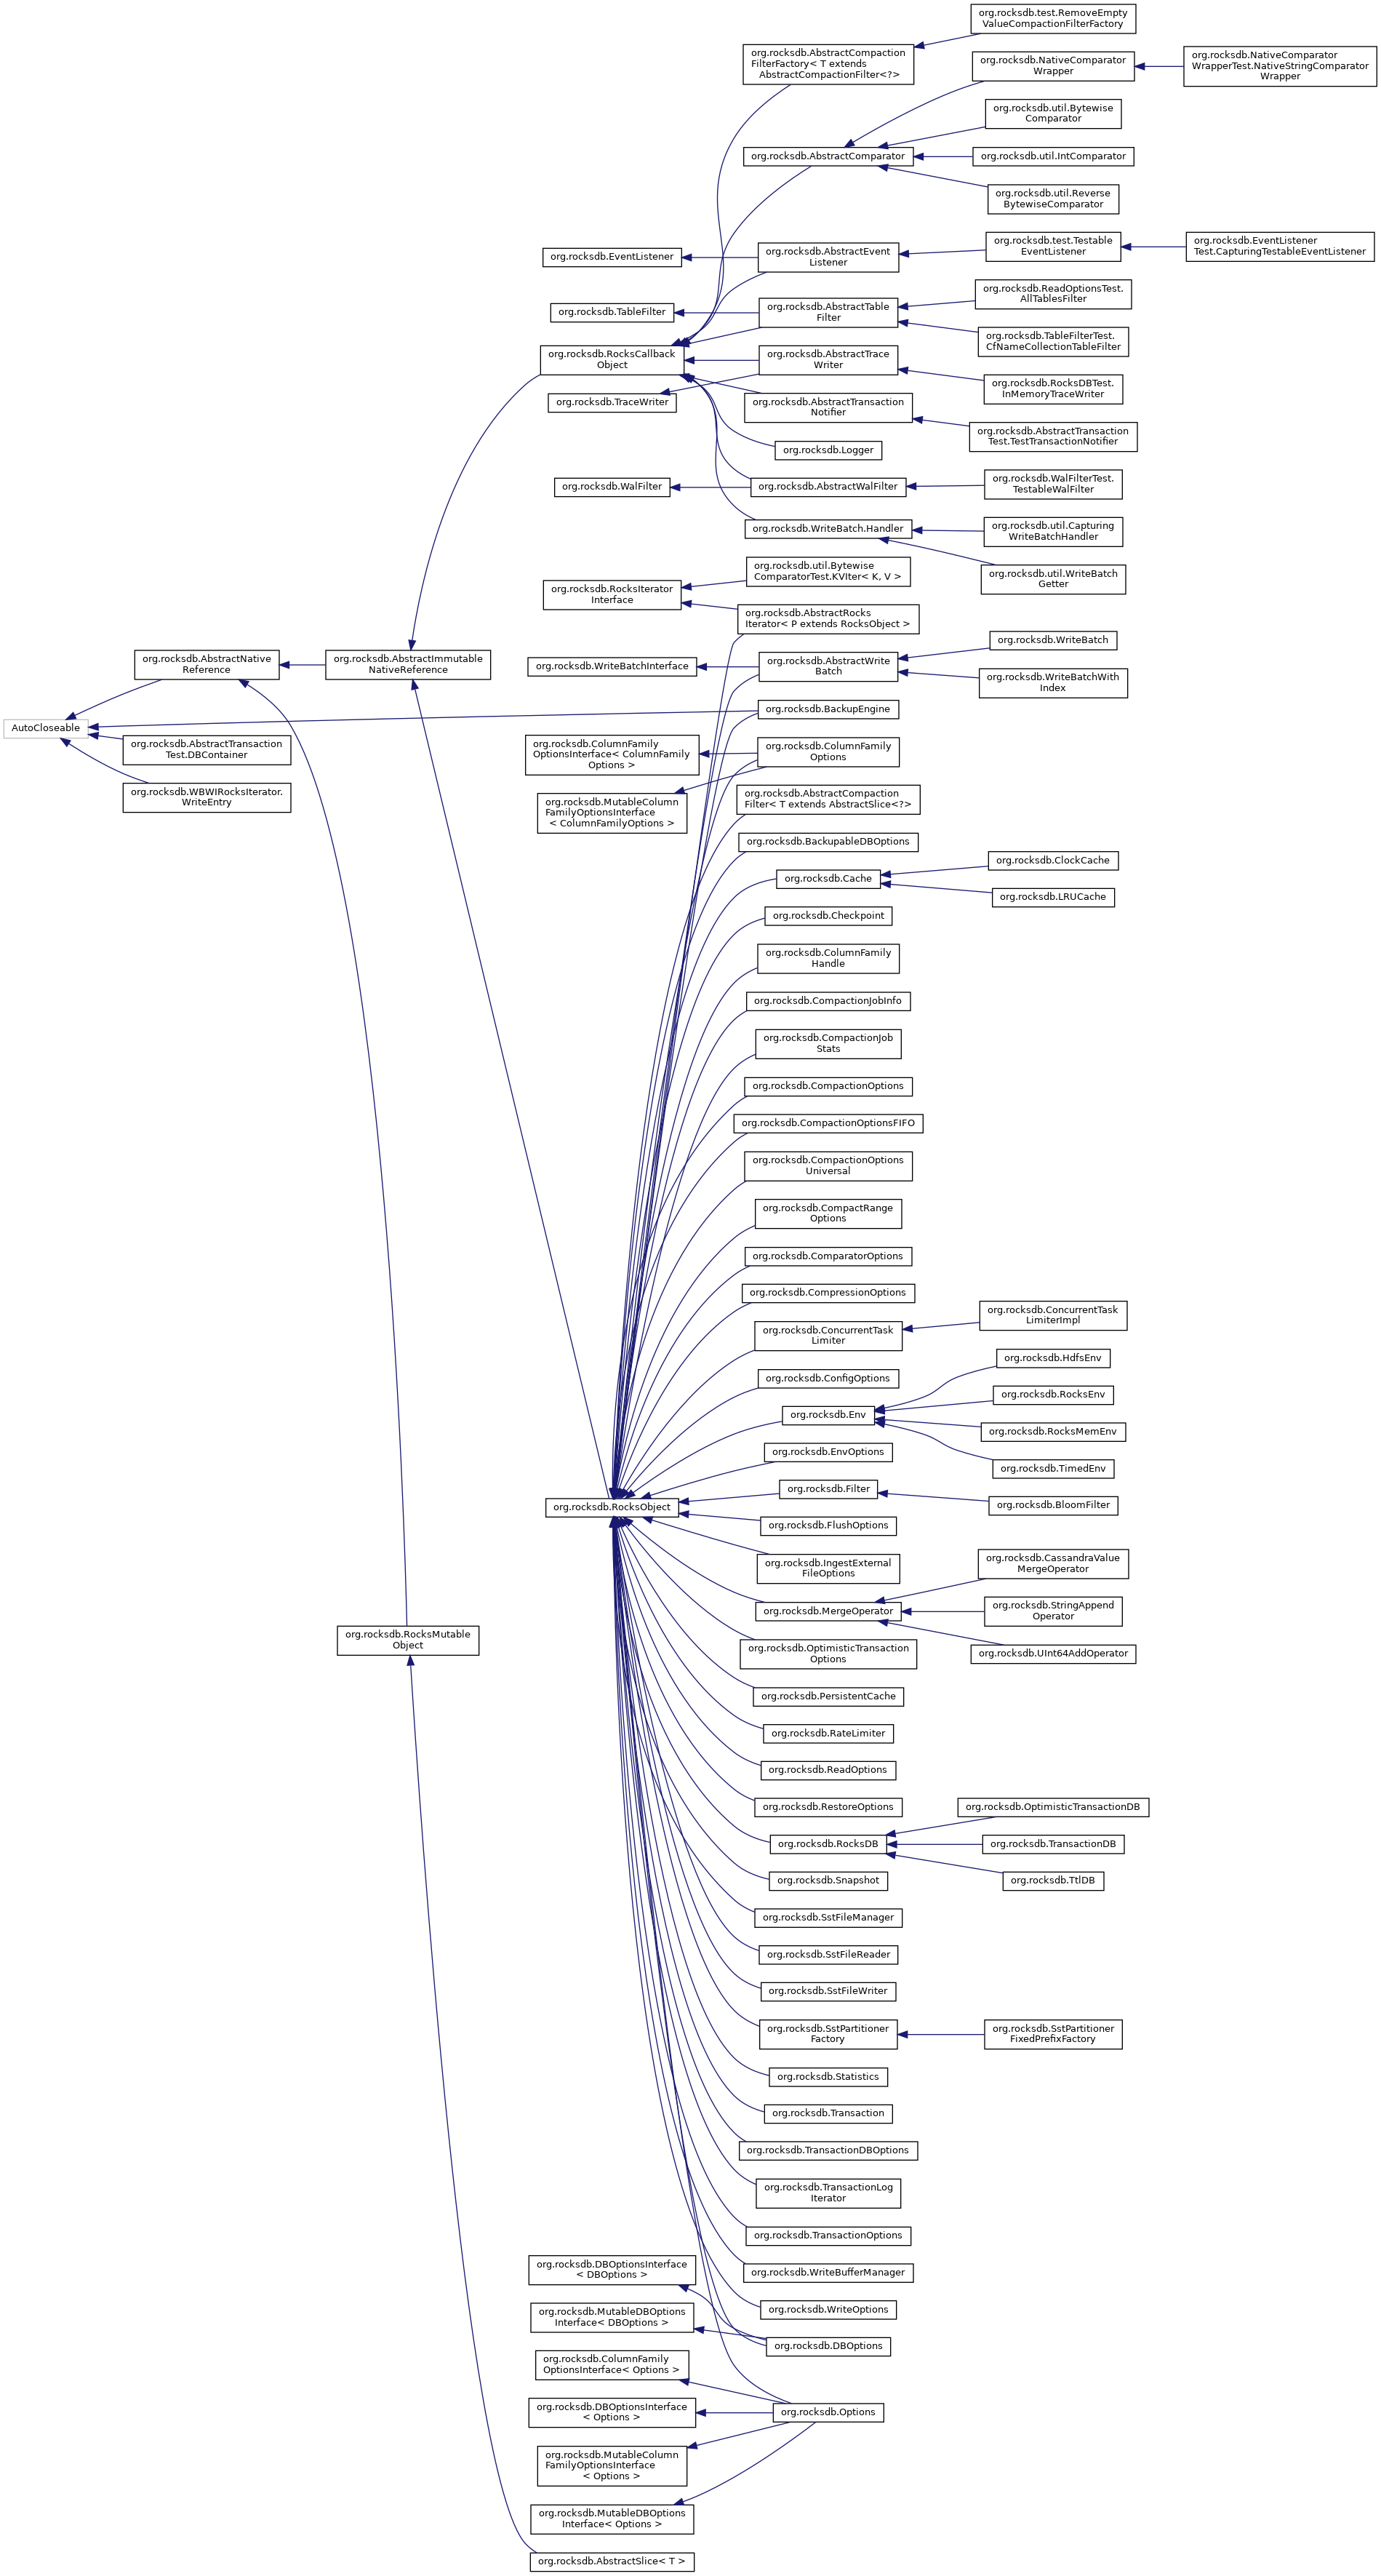 org.rocksdb.test.RemoveEmpty
ValueCompactionFilterFactory
org.rocksdb.AbstractCompaction
FilterFactory< T extends
AbstractCompactionFilter<?>
org.rocksdb.NativeComparator
Wrapper
org.rocksdb.NativeComparator
WrapperTest.NativeStringComparator
Wrapper
org.rocksdb.util.Bytewise
Comparator
org.rocksdb.AbstractComparator
org.rocksdb.util.IntComparator
org.rocksdb.util.Reverse
BytewiseComparator
org.rocksdb.EventListener
org.rocksdb.AbstractEvent
Listener
org.rocksdb.test.Testable
EventListener
org.rocksdb.EventListener
Test.CapturingTestableEventListener
org.rocksdb.TableFilter
org.rocksdb.AbstractTable
Filter
org.rocksdb.ReadOptionsTest.
AllTablesFilter
org.rocksdb.TableFilterTest.
CfNameCollectionTableFilter
org.rocksdb.RocksCallback
Object
org.rocksdb.AbstractTrace
Writer
org.rocksdb.RocksDBTest.
InMemoryTraceWriter
org.rocksdb.TraceWriter
org.rocksdb.AbstractTransaction
Notifier
org.rocksdb.AbstractTransaction
Test.TestTransactionNotifier
org.rocksdb.Logger
org.rocksdb.WalFilter
org.rocksdb.AbstractWalFilter
org.rocksdb.WalFilterTest.
TestableWalFilter
org.rocksdb.WriteBatch.Handler
org.rocksdb.util.Capturing
WriteBatchHandler
org.rocksdb.util.WriteBatch
Getter
org.rocksdb.RocksIterator
Interface
org.rocksdb.util.Bytewise
ComparatorTest.KVIter< K, V >
org.rocksdb.AbstractRocks
Iterator< P extends RocksObject >
org.rocksdb.AbstractNative
Reference
org.rocksdb.AbstractImmutable
NativeReference
org.rocksdb.WriteBatchInterface
org.rocksdb.AbstractWrite
Batch
org.rocksdb.WriteBatch
org.rocksdb.WriteBatchWith
Index
AutoCloseable
org.rocksdb.BackupEngine
org.rocksdb.AbstractTransaction
Test.DBContainer
org.rocksdb.WBWIRocksIterator.
WriteEntry
org.rocksdb.ColumnFamily
OptionsInterface< ColumnFamily
Options >
org.rocksdb.ColumnFamily
Options
org.rocksdb.MutableColumn
FamilyOptionsInterface
< ColumnFamilyOptions >
org.rocksdb.AbstractCompaction
Filter< T extends AbstractSlice<?>
org.rocksdb.BackupableDBOptions
org.rocksdb.Cache
org.rocksdb.ClockCache
org.rocksdb.LRUCache
org.rocksdb.Checkpoint
org.rocksdb.ColumnFamily
Handle
org.rocksdb.CompactionJobInfo
org.rocksdb.CompactionJob
Stats
org.rocksdb.CompactionOptions
org.rocksdb.CompactionOptionsFIFO
org.rocksdb.CompactionOptions
Universal
org.rocksdb.CompactRange
Options
org.rocksdb.ComparatorOptions
org.rocksdb.CompressionOptions
org.rocksdb.ConcurrentTask
Limiter
org.rocksdb.ConcurrentTask
LimiterImpl
org.rocksdb.ConfigOptions
org.rocksdb.Env
org.rocksdb.HdfsEnv
org.rocksdb.RocksEnv
org.rocksdb.RocksMemEnv
org.rocksdb.TimedEnv
org.rocksdb.EnvOptions
org.rocksdb.RocksObject
org.rocksdb.Filter
org.rocksdb.BloomFilter
org.rocksdb.FlushOptions
org.rocksdb.IngestExternal
FileOptions
org.rocksdb.MergeOperator
org.rocksdb.CassandraValue
MergeOperator
org.rocksdb.StringAppend
Operator
org.rocksdb.UInt64AddOperator
org.rocksdb.RocksMutable
Object
org.rocksdb.OptimisticTransaction
Options
org.rocksdb.PersistentCache
org.rocksdb.RateLimiter
org.rocksdb.ReadOptions
org.rocksdb.RestoreOptions
org.rocksdb.RocksDB
org.rocksdb.OptimisticTransactionDB
org.rocksdb.TransactionDB
org.rocksdb.TtlDB
org.rocksdb.Snapshot
org.rocksdb.SstFileManager
org.rocksdb.SstFileReader
org.rocksdb.SstFileWriter
org.rocksdb.SstPartitioner
Factory
org.rocksdb.SstPartitioner
FixedPrefixFactory
org.rocksdb.Statistics
org.rocksdb.Transaction
org.rocksdb.TransactionDBOptions
org.rocksdb.TransactionLog
Iterator
org.rocksdb.TransactionOptions
org.rocksdb.WriteBufferManager
org.rocksdb.WriteOptions
org.rocksdb.DBOptionsInterface
< DBOptions >
org.rocksdb.MutableDBOptions
Interface< DBOptions >
org.rocksdb.DBOptions
org.rocksdb.ColumnFamily
OptionsInterface< Options >
org.rocksdb.DBOptionsInterface
< Options >
org.rocksdb.Options
org.rocksdb.MutableColumn
FamilyOptionsInterface
< Options >
org.rocksdb.MutableDBOptions
Interface< Options >
org.rocksdb.AbstractSlice< T >